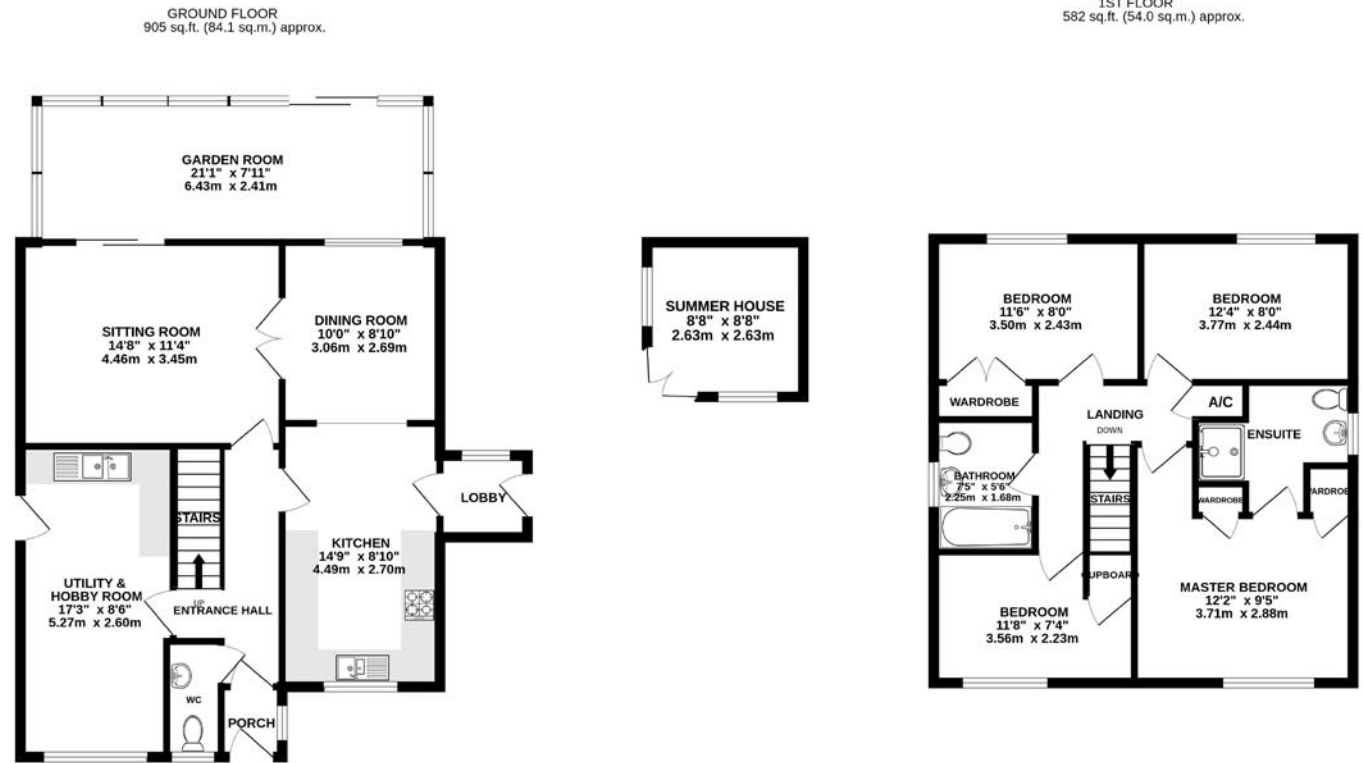 GROUND FLOOR
905 sq.ft. (84.1 sq.m.) approx.
GARDEN ROOM
21'1" x 7'11"
6.43m x 2.41m
SITTING ROOM
14'8" x 11'4"
4.46m x 3.45m
DINING ROOM
10'0" x 8'10"
3.06m x 2.69m
LOBBY
STAIRS
KITCHEN
14'9" x 8'10"
4.49m x 2.70m
UTILITY &
HOBBY ROOM
17'3" x 8'6"
5.27m x 2.60m
UP
ENTRANCE HALL
WC
PORCH
SUMMER HOUSE
8'8" x 8'8"
2.63m x 2.63m
1ST FLOOR
582 sq.ft. (54.0 sq.m.) approx.
BEDROOM
11'6" x 8'0"
3.50m x 2.43m
BEDROOM
12'4" x 8'0"
3.77m x 2.44m
WARDROBE
A/C
LANDING
DOWN
ENSUITE
BATHROOM
7'5" x 5'6"
2.25m x 1.68m
STAIRS
WARDROBE
WARDROBE
CUPBOARD
BEDROOM
11'8" x 7'4"
3.56m x 2.23m
MASTER BEDROOM
12'2" x 9'5"
3.71m x 2.88m